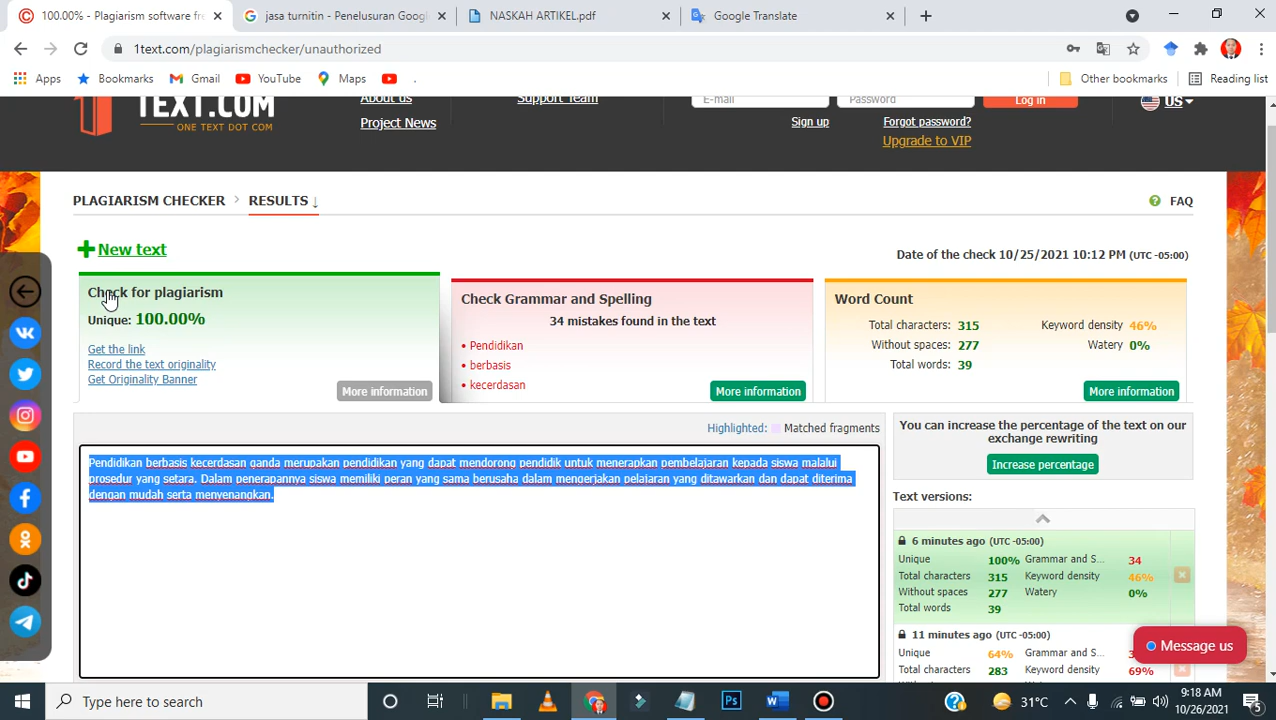 100.00% - Plagiarism software fre
jasa turnitin - Penelusuran Googl
NASKAH ARTIKEL.pdf
Google Translate
1text.com/plagiarismchecker/unauthorized
Apps
Bookmarks
Gmail
YouTube
Maps
.
Other bookmarks
Reading list
TEXT.COM
ONE TEXT DOT COM
About us
Project News
Support Team
E-mail
Password
Log in
US
Sign up
Forgot password?
Upgrade to VIP
PLAGIARISM CHECKER
RESULTS ↓
FAQ
New text
Date of the check 10/25/2021 10:12 PM (UTC -05:00)
Check for plagiarism
Unique: 100.00%
Get the link
Record the text originality
Get Originality Banner
More information
Check Grammar and Spelling
34 mistakes found in the text
• Pendidikan
• berbasis
• kecerdasan
More information
Word Count
Total characters: 315
Keyword density 46%
Without spaces: 277
Watery 0%
Total words: 39
More information
Highlighted: Matched fragments
Pendidikan berbasis kecerdasan ganda merupakan pendidikan yang dapat mendorong pendidik untuk menerapkan pembelajaran kepada siswa malalui
prosedur yang setara. Dalam penerapannya siswa memiliki peran yang sama berusaha dalam mengerjakan pelajaran yang ditawarkan dan dapat diterima
dengan mudah serta menyenangkan.
You can increase the percentage of the text on our
exchange rewriting
Increase percentage
Text versions:
6 minutes ago (UTC -05:00)
Unique 100% Grammar and S... 34
Total characters 315 Keyword density 46%
Without spaces 277 Watery 0%
Total words 39
11 minutes ago (UTC -05:00)
Unique 64% Grammar and S...
Total characters 283 Keyword density 69%
Message us
Type here to search
31°C
9:18 AM
10/26/2021
5